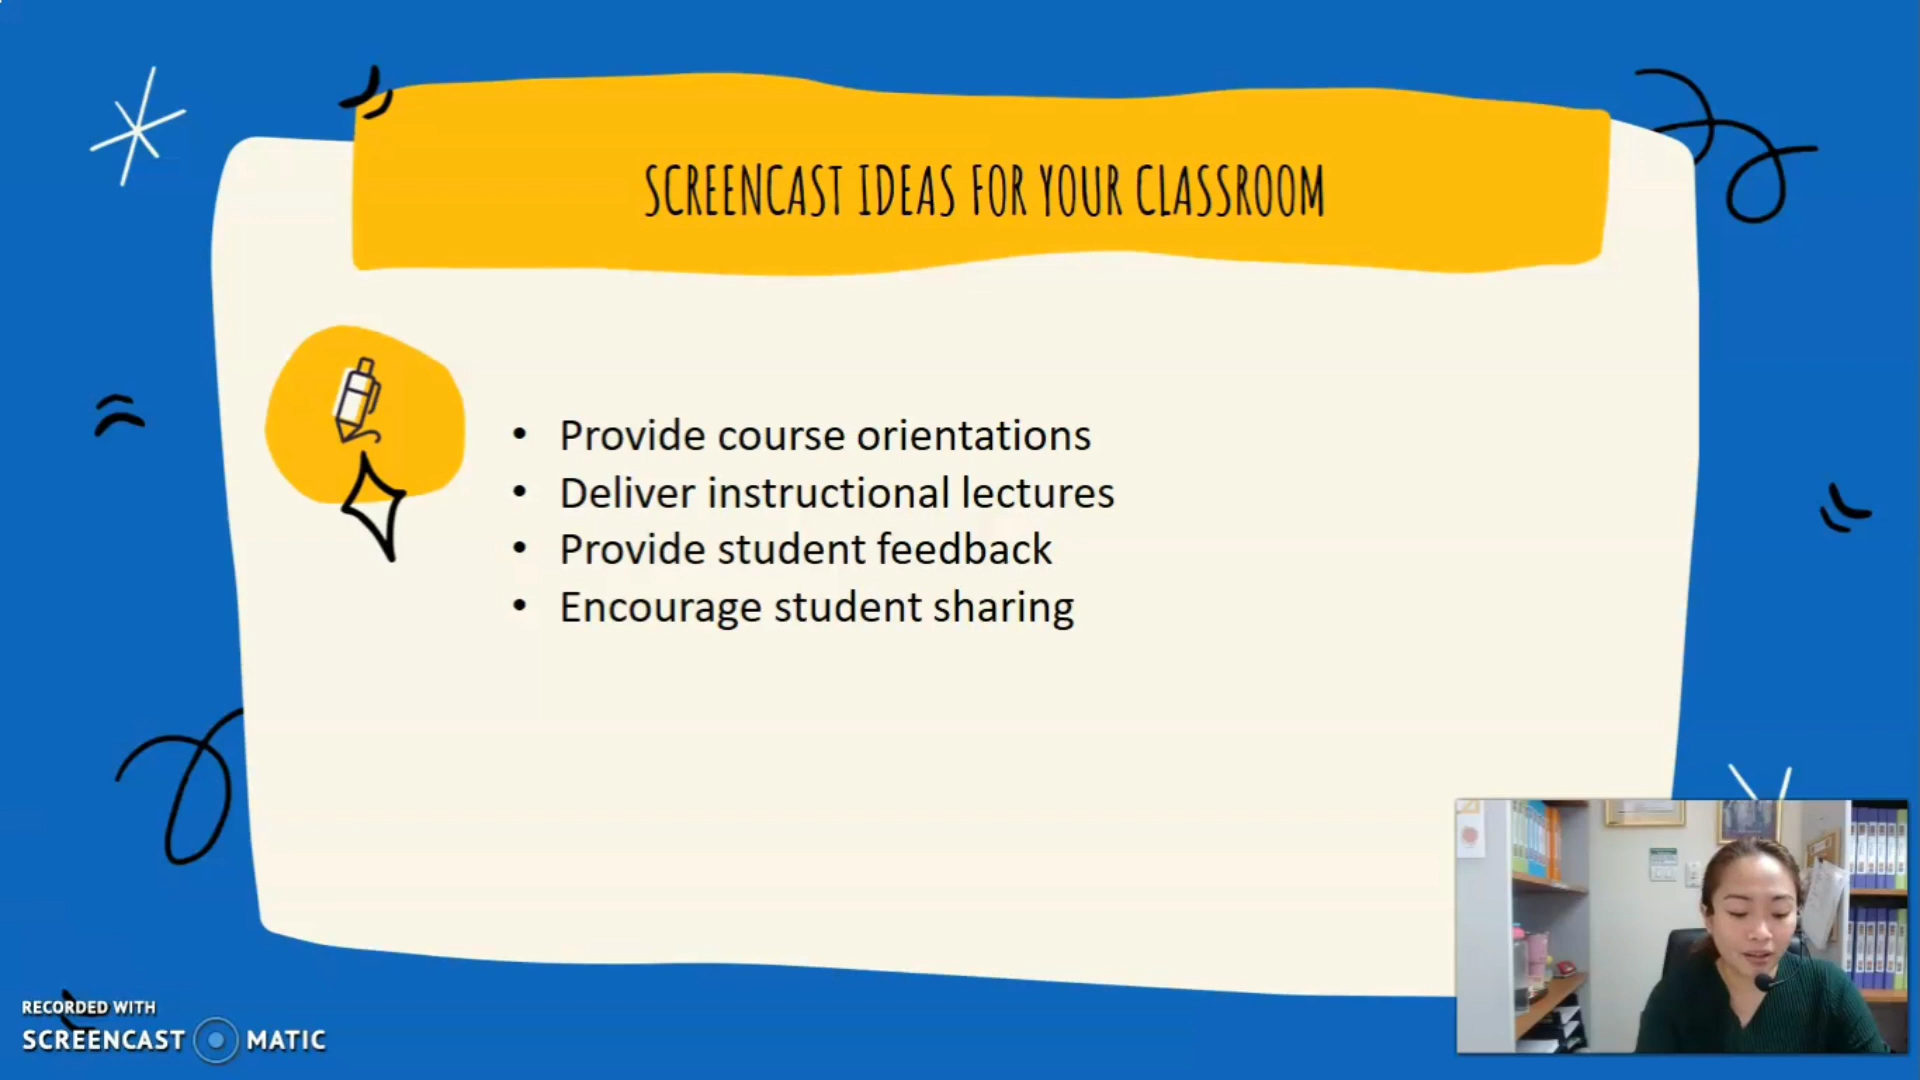 SCREENCAST IDEAS FOR YOUR CLASSROOM
• Provide course orientations
• Deliver instructional lectures
• Provide student feedback
• Encourage student sharing
RECORDED WITH
SCREENCAST MATIC